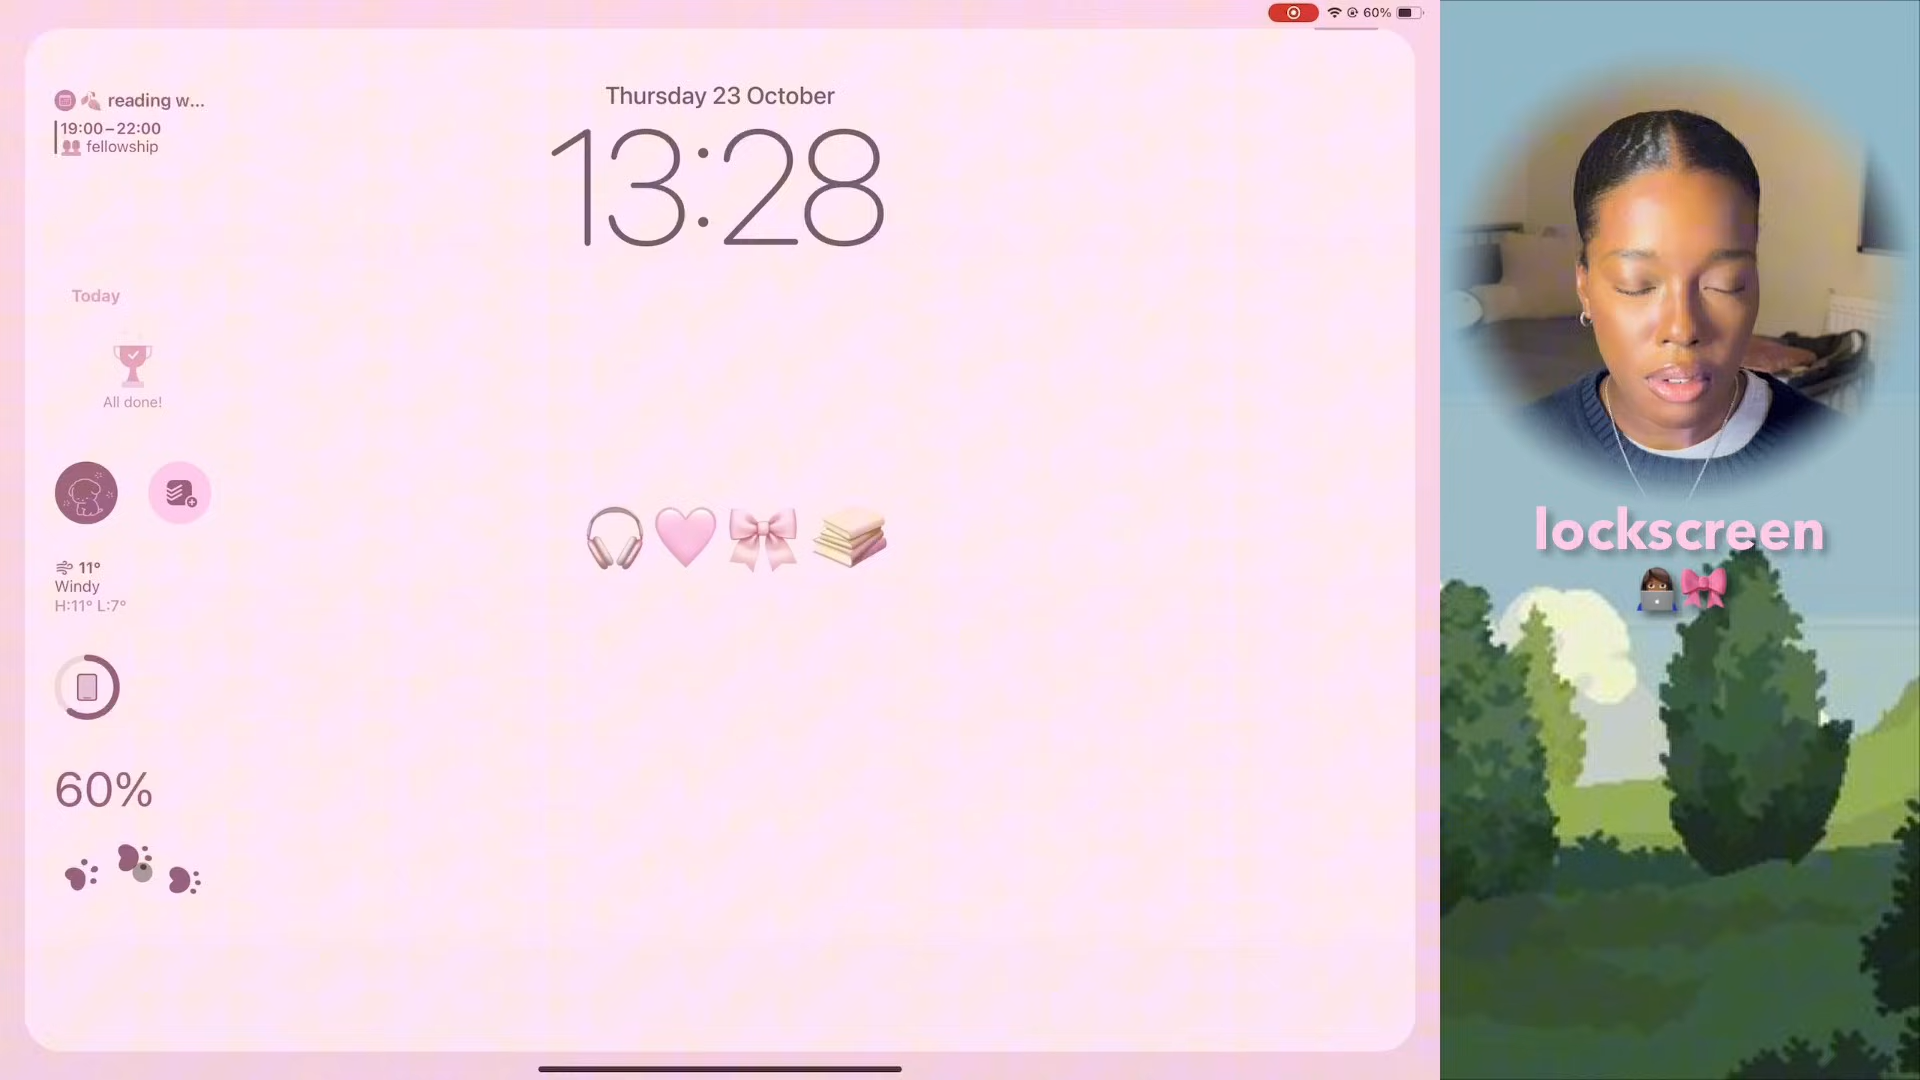 60%
reading w...
19:00–22:00
fellowship
Thursday 23 October
13:28
Today
All done!
11°
Windy
H:11° L:7°
60%
lockscreen